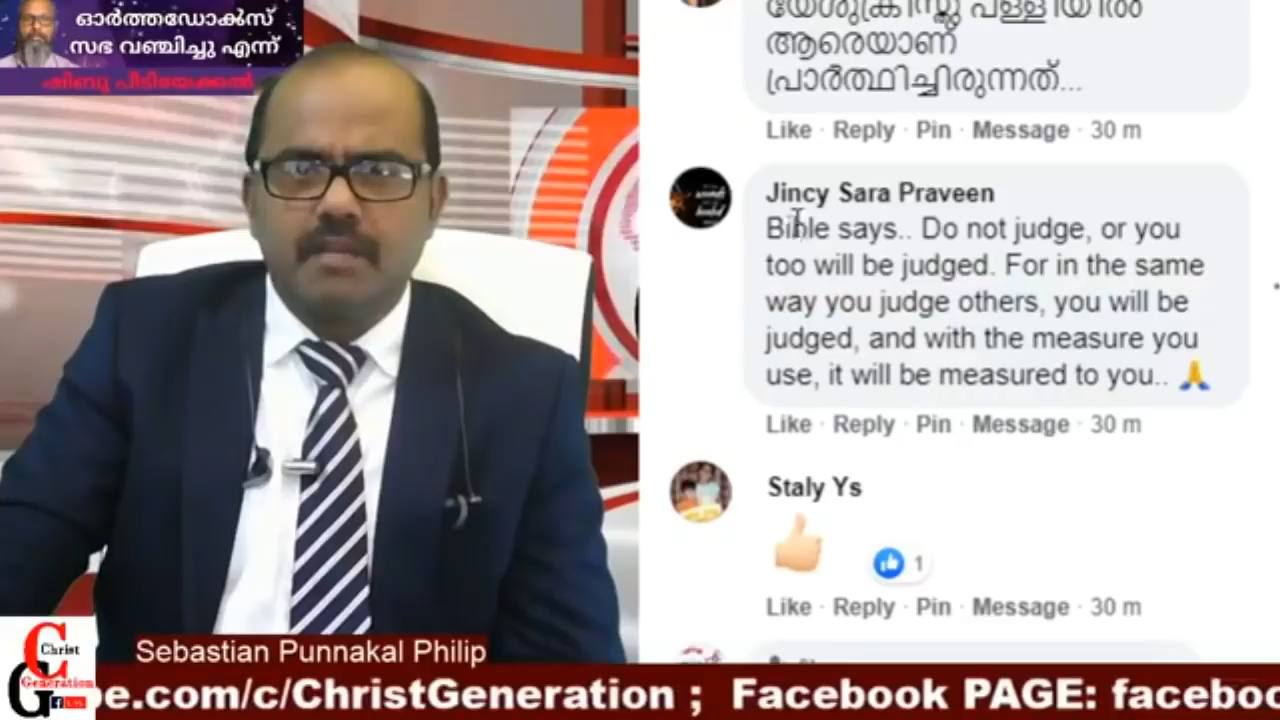 ഓർത്തഡോക്സ്
സഭ വഞ്ചിച്ചു എന്ന്
ഷിബു പീടിയേക്കൽ
യേശുക്രിസ്തു പള്ളിയിൽ
ആരെയാണ്
പ്രാർത്ഥിച്ചിരുന്നത്...
Like · Reply · Pin · Message · 30 m
Jincy Sara Praveen
Bible says.. Do not judge, or you
too will be judged. For in the same
way you judge others, you will be
judged, and with the measure you
use, it will be measured to you.. 🙏
Like · Reply · Pin · Message · 30 m
Staly Ys
👍
1
Like · Reply · Pin · Message · 30 m
Sebastian Punnakal Philip
Christ
Generation
be.com/c/ChristGeneration ; Facebook PAGE: faceboo